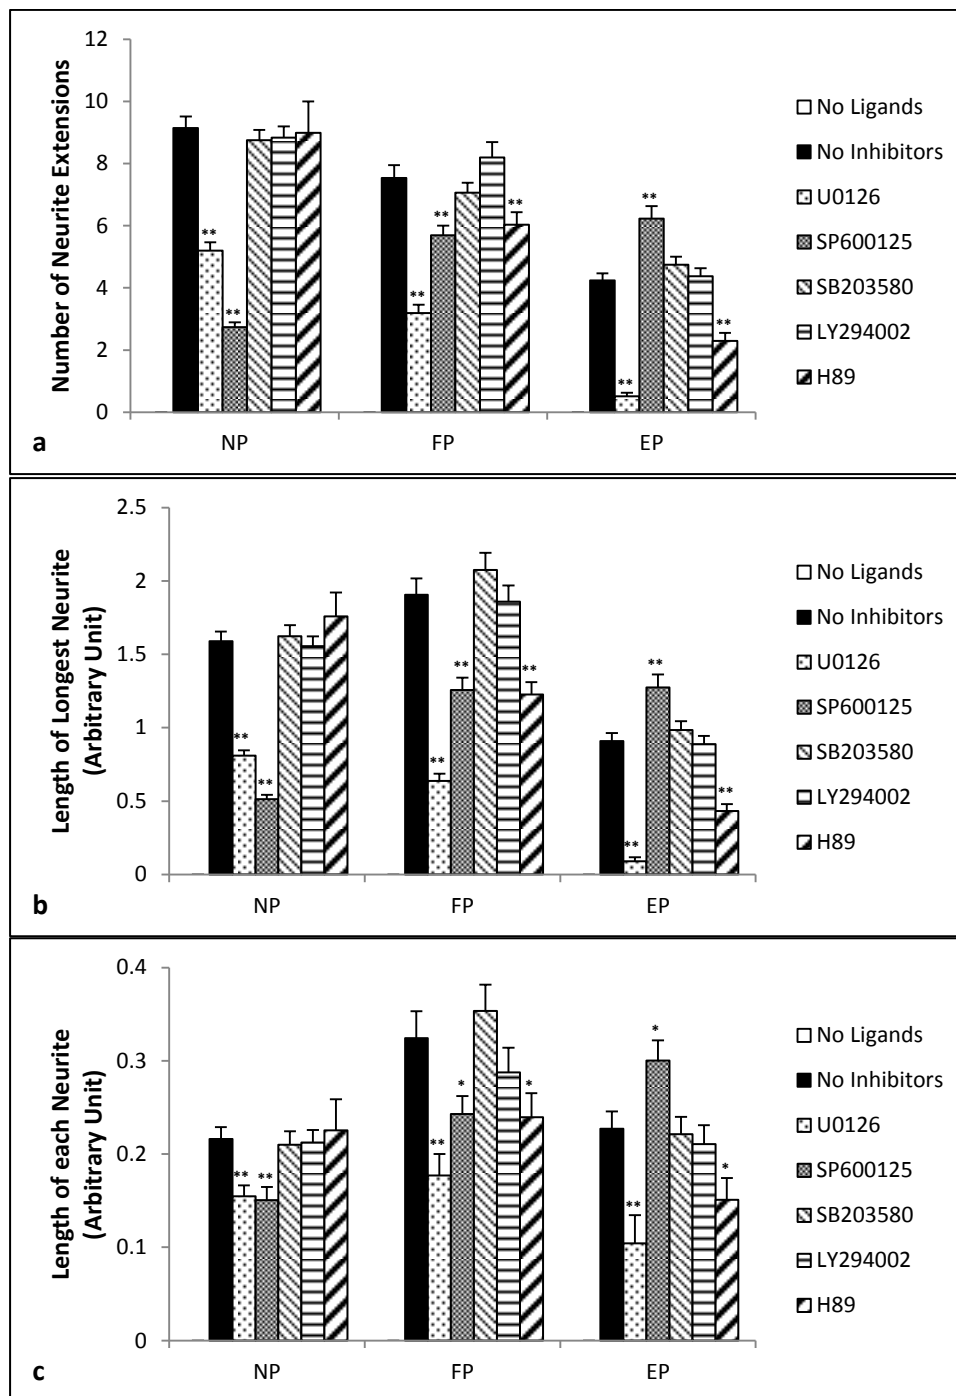 12
10
8
6
4
2
0
Number of Neurite Extensions
** ** ** ** ** ** ** **
NP FP EP
No Ligands
No Inhibitors
U0126
SP600125
SB203580
LY294002
H89
a
2.5
2
1.5
1
0.5
0
Length of Longest Neurite
(Arbitrary Unit)
** ** ** ** ** ** ** **
NP FP EP
No Ligands
No Inhibitors
U0126
SP600125
SB203580
LY294002
H89
b
0.4
0.3
0.2
0.1
0
Length of each Neurite
(Arbitrary Unit)
** ** ** * * ** * *
NP FP EP
No Ligands
No Inhibitors
U0126
SP600125
SB203580
LY294002
H89
c